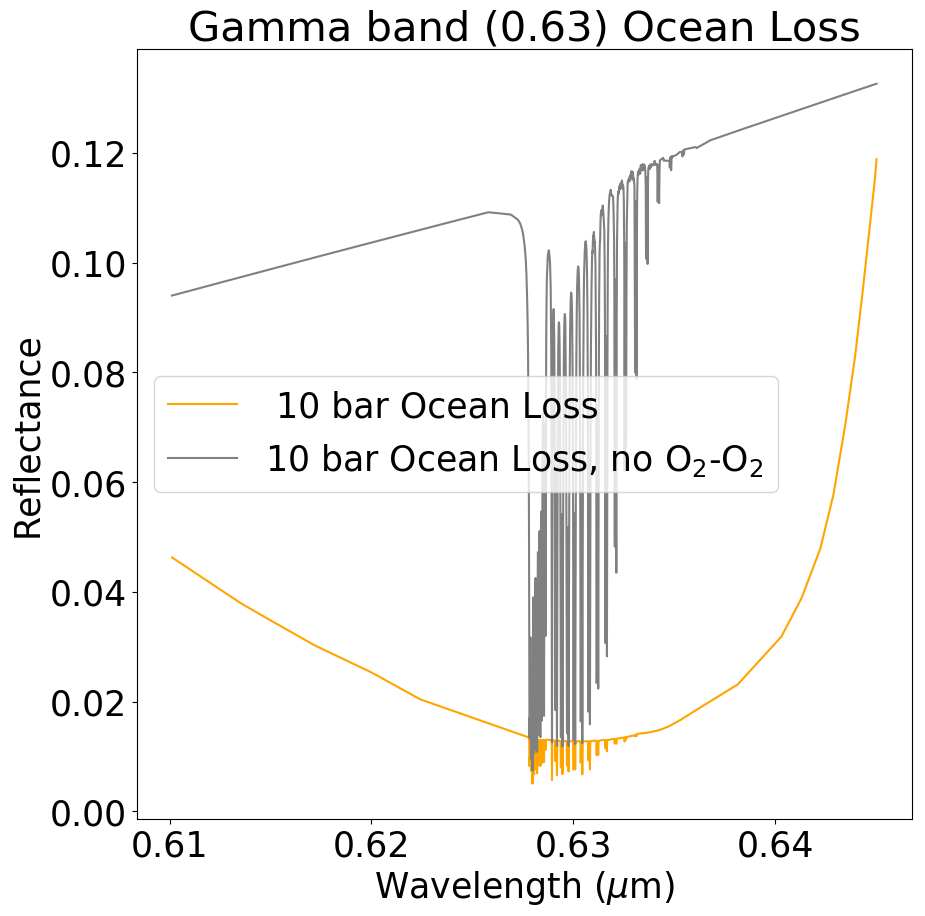 Gamma band (0.63) Ocean Loss
0.12
0.10
0.08
0.06
0.04
0.02
0.00
Reflectance
10 bar Ocean Loss
10 bar Ocean Loss, no O₂-O₂
0.61 0.62 0.63 0.64
Wavelength (μm)